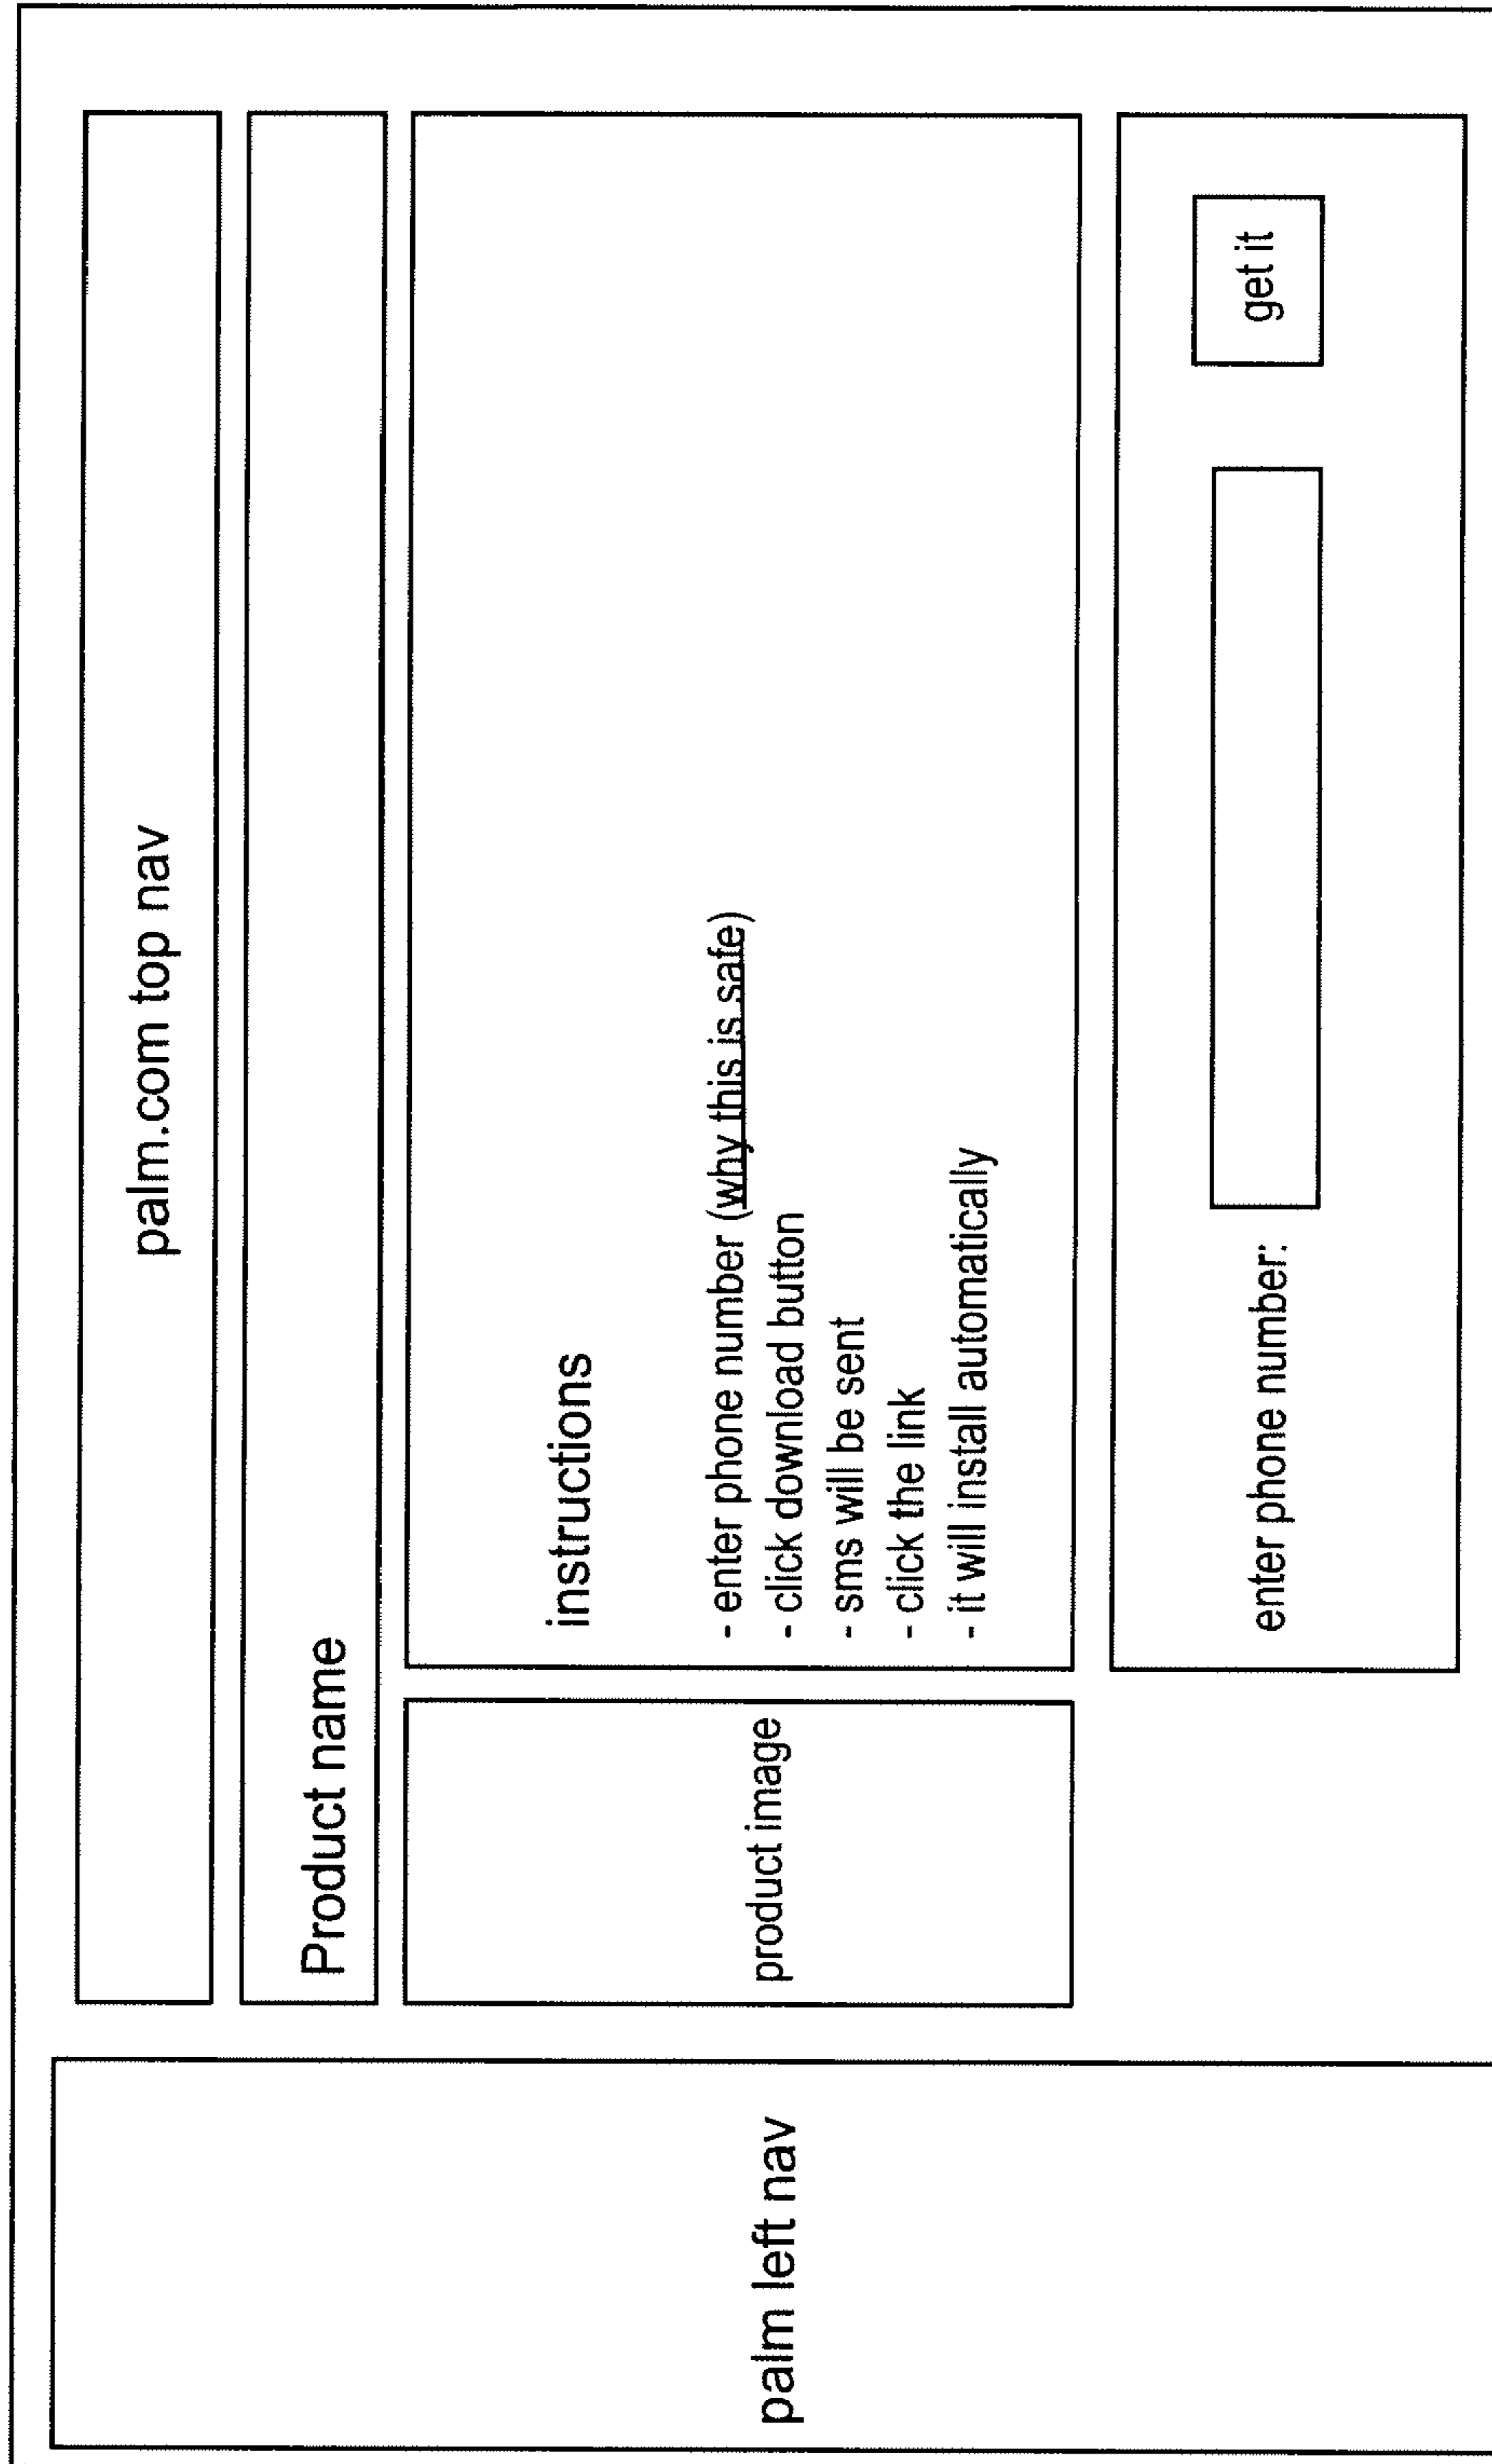 palm.com top nav
palm left nav
Product name
product image
instructions
- enter phone number (why this is safe)
- click download button
- sms will be sent
- click the link
- it will install automatically
enter phone number:
get it